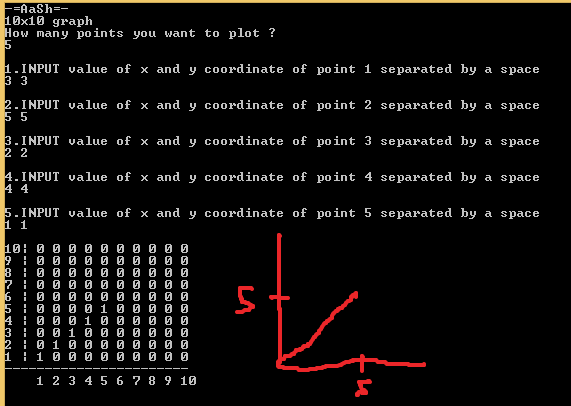 -=AaSh=-
10x10 graph
How many points you want to plot ?
5
1.INPUT value of x and y coordinate of point 1 separated by a space
3 3
2.INPUT value of x and y coordinate of point 2 separated by a space
5 5
3.INPUT value of x and y coordinate of point 3 separated by a space
2 2
4.INPUT value of x and y coordinate of point 4 separated by a space
4 4
5.INPUT value of x and y coordinate of point 5 separated by a space
1 1
10¦ 0 0 0 0 0 0 0 0 0 0
9 ¦ 0 0 0 0 0 0 0 0 0 0
8 ¦ 0 0 0 0 0 0 0 0 0 0
7 ¦ 0 0 0 0 0 0 0 0 0 0
6 ¦ 0 0 0 0 0 0 0 0 0 0
5 ¦ 0 0 0 0 1 0 0 0 0 0
4 ¦ 0 0 0 1 0 0 0 0 0 0
3 ¦ 0 0 1 0 0 0 0 0 0 0
2 ¦ 0 1 0 0 0 0 0 0 0 0
1 ¦ 1 0 0 0 0 0 0 0 0 0
-----------------------
1 2 3 4 5 6 7 8 9 10
5
5